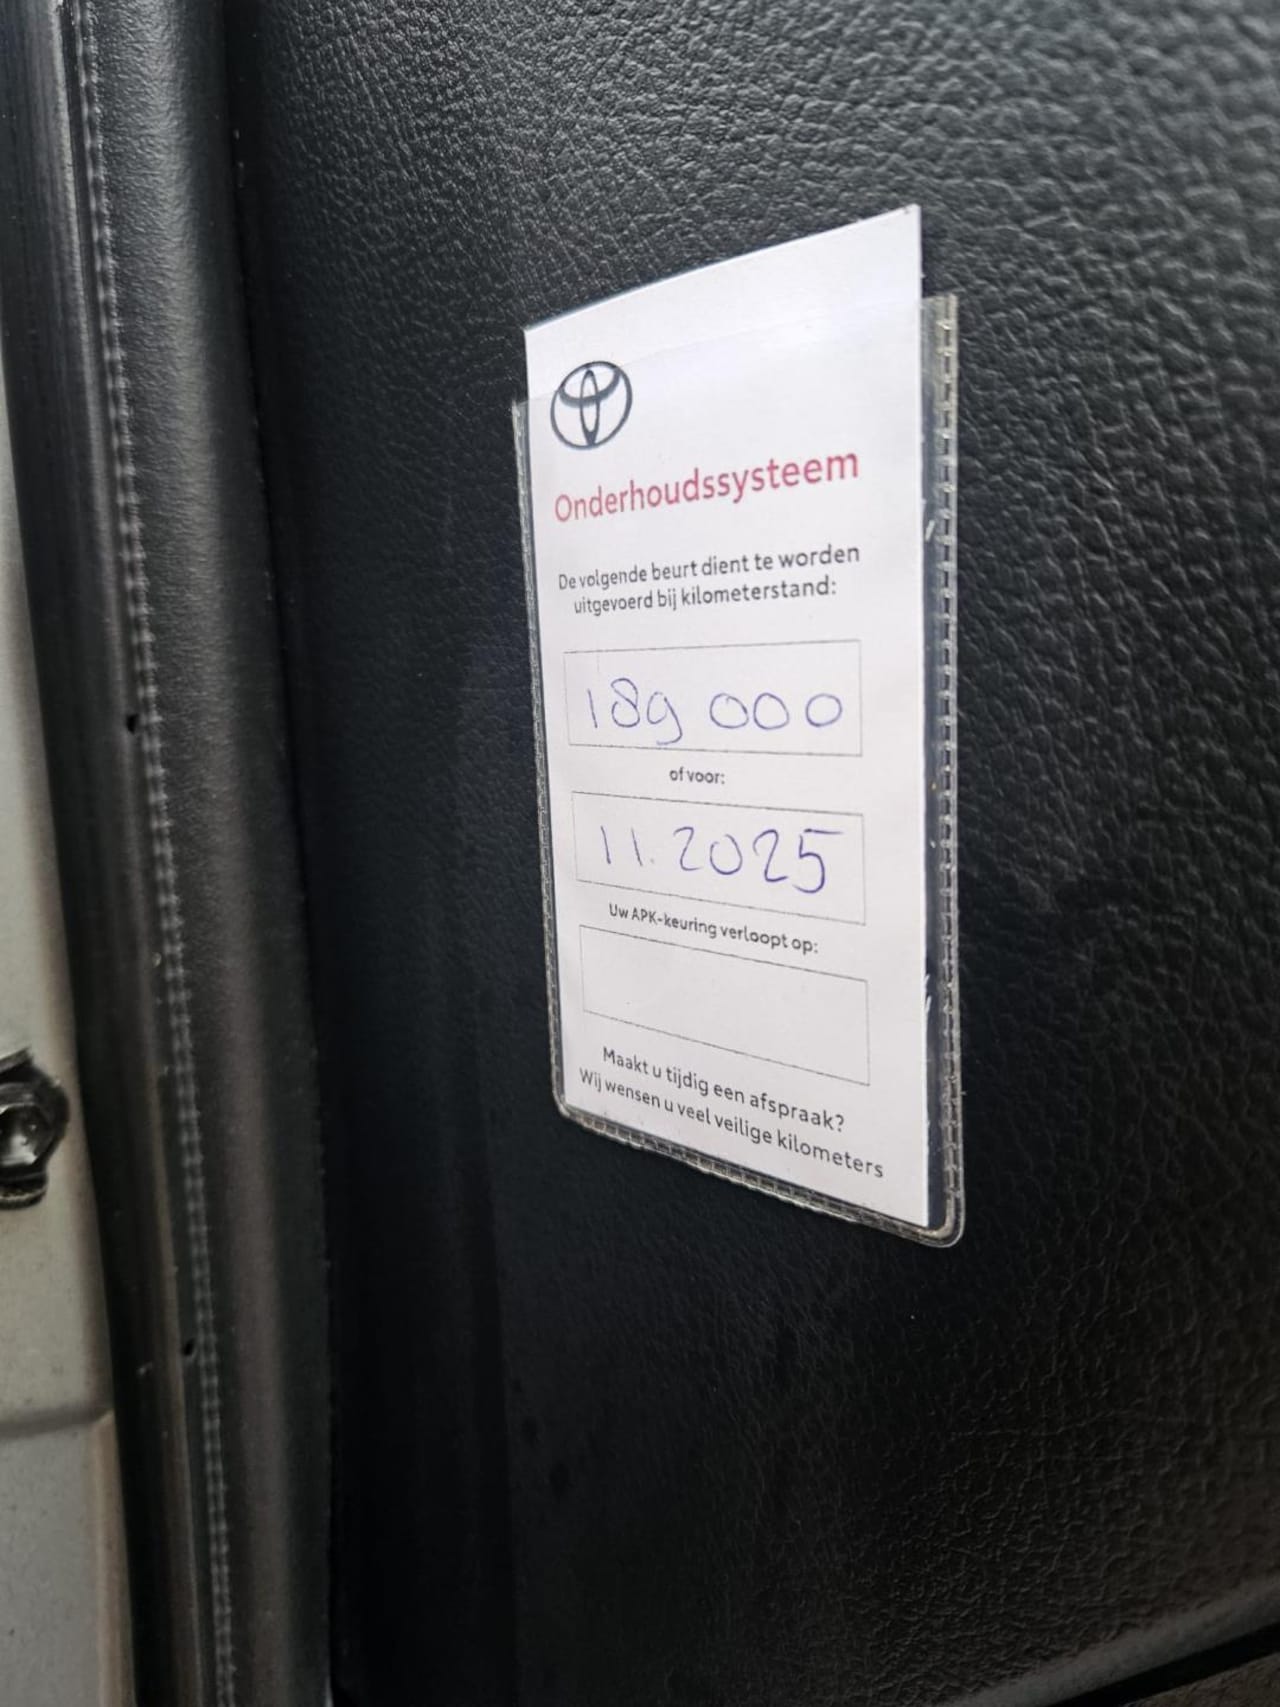 Onderhoudssysteem
De volgende beurt dient te worden
uitgevoerd bij kilometerstand:
189 000
of voor:
11.2025
Uw APK-keuring verloopt op:
Maakt u tijdig een afspraak?
Wij wensen u veel veilige kilometers